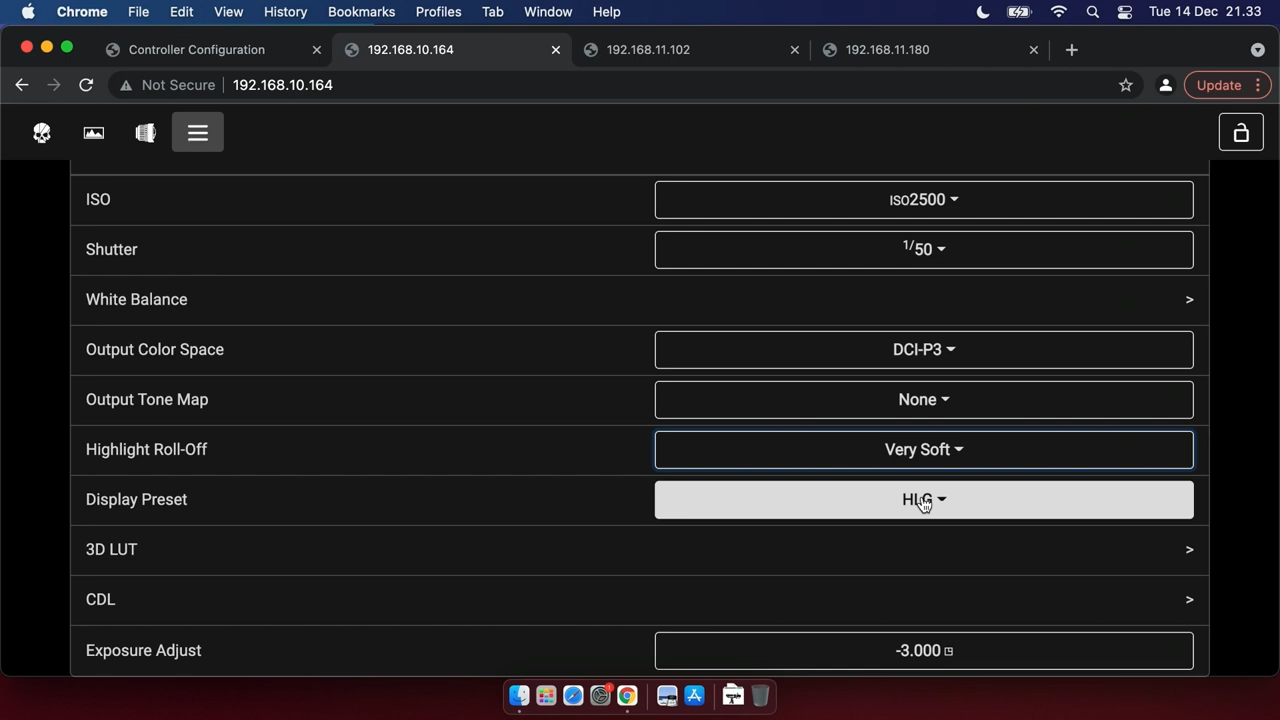 Chrome File Edit View History Bookmarks Profiles Tab Window Help Tue 14 Dec 21.33
Controller Configuration 192.168.10.164 192.168.11.102 192.168.11.180
Not Secure 192.168.10.164 Update
ISO ISO2500
Shutter 1/50
White Balance >
Output Color Space DCI-P3
Output Tone Map None
Highlight Roll-Off Very Soft
Display Preset HLG
3D LUT >
CDL >
Exposure Adjust -3.000
1